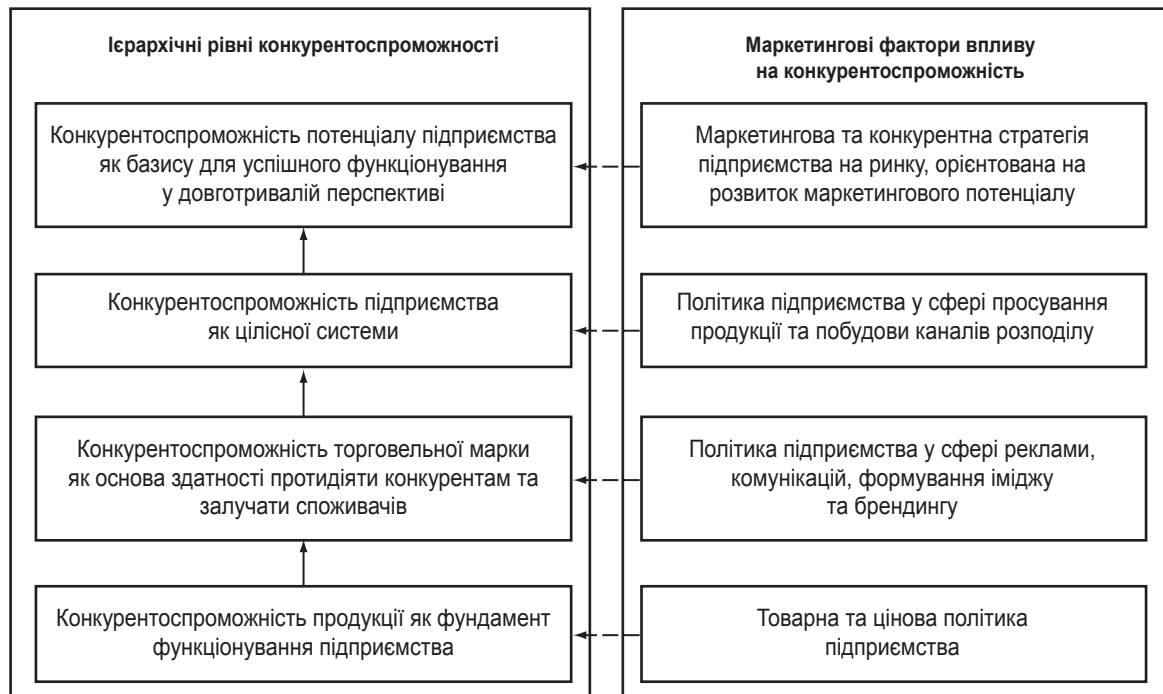 Ієрархічні рівні конкурентоспроможності
Конкурентоспроможність потенціалу підприємства
як базису для успішного функціонування
у довготривалій перспективі
Конкурентоспроможність підприємства
як цілісної системи
Конкурентоспроможність торговельної марки
як основа здатності протидіяти конкурентам та
залучати споживачів
Конкурентоспроможність продукції як фундамент
функціонування підприємства
Маркетингові фактори впливу
на конкурентоспроможність
Маркетингова та конкурентна стратегія
підприємства на ринку, орієнтована на
розвиток маркетингового потенціалу
Політика підприємства у сфері просування
продукції та побудови каналів розподілу
Політика підприємства у сфері реклами,
комунікацій, формування іміджу
та брендингу
Товарна та цінова політика
підприємства